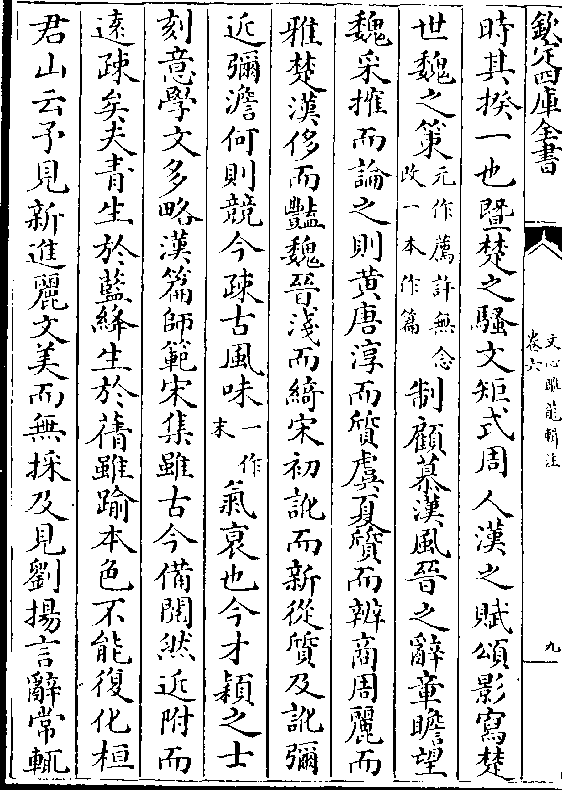 欽定四庫全書
文心雕龍輯注
卷六
九
時其揆一也暨楚之騷文矩式周人漢之賦頌影寫楚
世魏之策元作薦許無念改一本作篇制顧慕漢風晉之辭章瞻望
魏采搉而論之則黃唐淳而質虞夏質而辨商周麗而
雅楚漢侈而豔魏晉淺而綺宋初訛而新從質及訛彌
近彌澹何則競今疎古風味一作末氣衰也今才穎之士
刻意學文多略漢篇師範宋集雖古今備閱然近附而
遠疎矣夫青生於藍絳生於蒨雖踰本色不能復化桓
君山云予見新進麗文美而無採及見劉揚言辭常輒